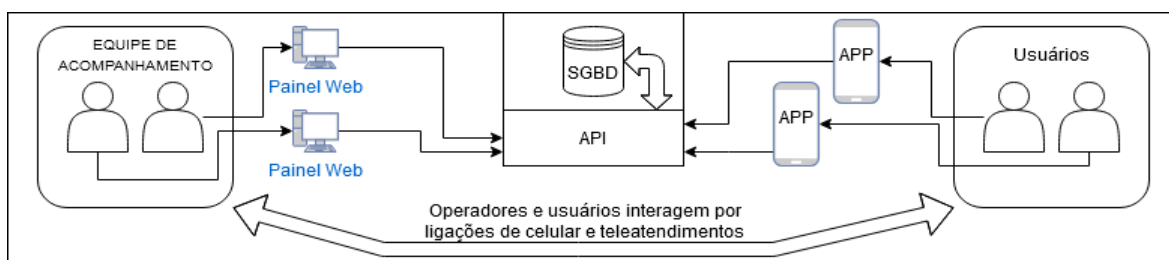 EQUIPE DE
ACOMPANHAMENTO
Painel Web
Painel Web
SGBD
API
APP
APP
Usuários
Operadores e usuários interagem por
ligações de celular e teleatendimentos